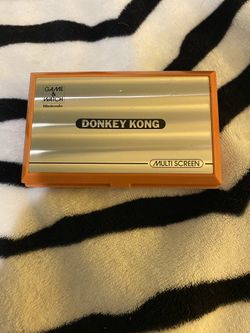 GAME &
WATCH
Nintendo
DONKEY KONG
MULTI SCREEN